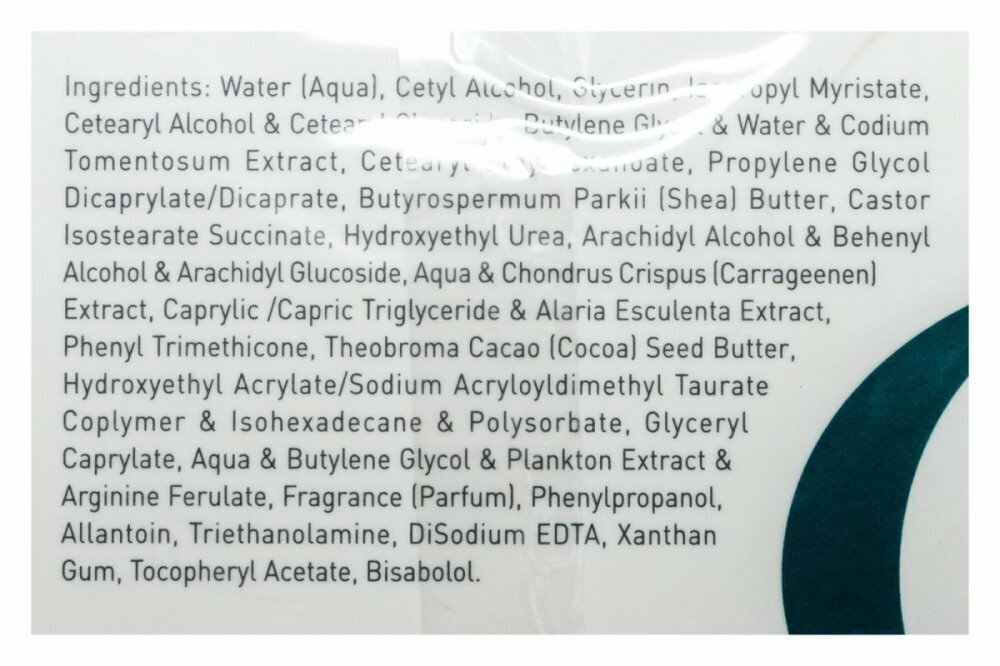 Ingredients: Water (Aqua), Cetyl Alcohol, Glycerin, Myristate,
Cetearyl Alcohol & Butylene & Water & Codium
Tomentosum Extract, Propylene Glycol
Dicaprylate/Dicaprate, Butyrospermum Parkii (Shea) Butter, Castor
Isostearate Succinate, Hydroxyethyl Urea, Arachidyl Alcohol & Behenyl
Alcohol & Arachidyl Glucoside, Aqua & Chondrus Crispus (Carrageenen)
Extract, Caprylic /Capric Triglyceride & Alaria Esculenta Extract,
Phenyl Trimethicone, Theobroma Cacao (Cocoa) Seed Butter,
Hydroxyethyl Acrylate/Sodium Acryloyldimethyl Taurate
Coplymer & Isohexadecane & Polysorbate, Glyceryl
Caprylate, Aqua & Butylene Glycol & Plankton Extract &
Arginine Ferulate, Fragrance (Parfum), Phenylpropanol,
Allantoin, Triethanolamine, DiSodium EDTA, Xanthan
Gum, Tocopheryl Acetate, Bisabolol.